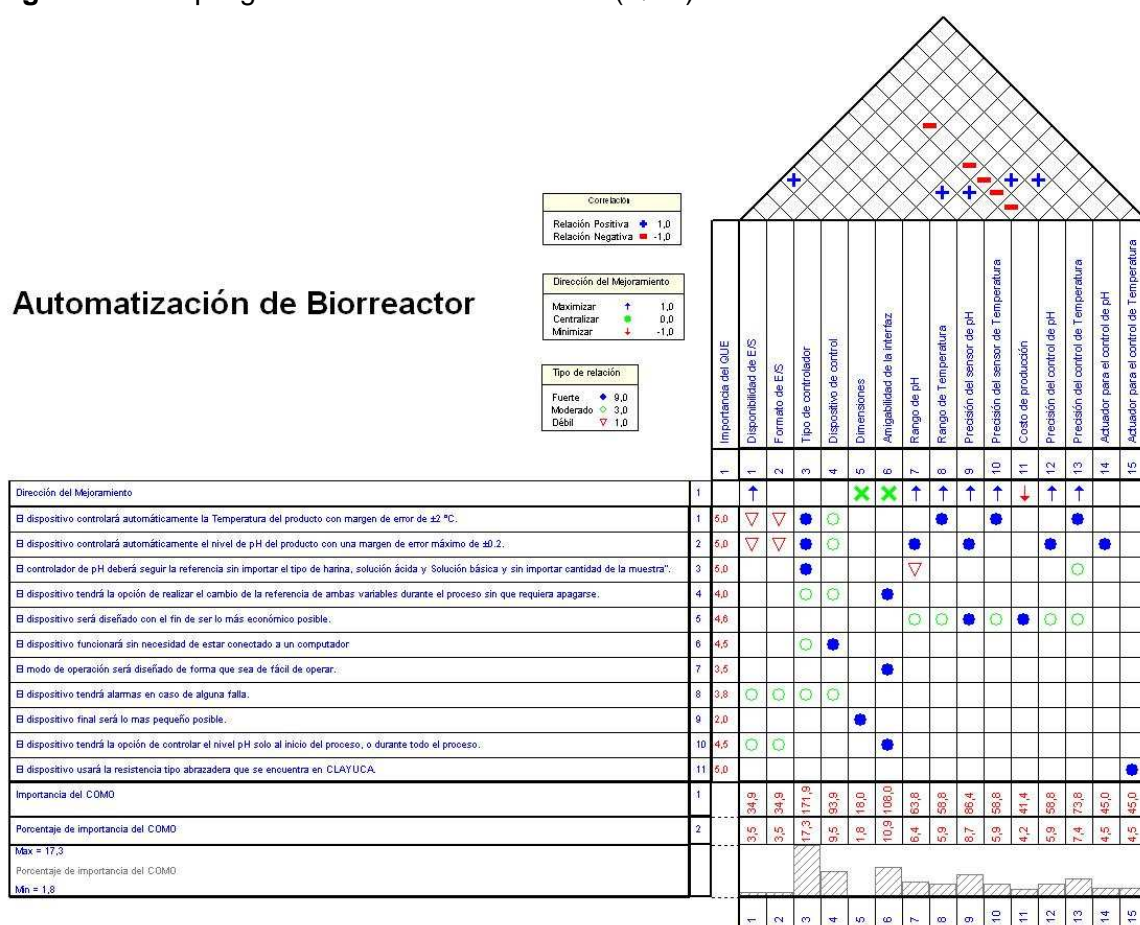 Automatización de Biorreactor
Correlación
Relación Positiva 1,0
Relación Negativa -1,0
Dirección del Mejoramiento
Maximizar 1,0
Centralizar 0,0
Minimizar -1,0
Tipo de relación
Fuerte 9,0
Moderado 3,0
Débil 1,0
Importancia del QUE
Disponibilidad de E/S
Formato de E/S
Tipo de controlador
Dispositivo de control
Dimensiones
Amigabilidad de la interfaz
Rango de pH
Rango de Temperatura
Precisión del sensor de pH
Precisión del sensor de Temperatura
Costo de producción
Precisión del control de pH
Precisión del control de Temperatura
Actuador para el control de pH
Actuador para el control de Temperatura
1 1 2 3 4 5 6 7 8 9 10 11 12 13 14 15
Dirección del Mejoramiento 1
El dispositivo controlará automáticamente la Temperatura del producto con margen de error de ±2 ºC. 1 5,0
El dispositivo controlará automáticamente el nivel de pH del producto con una margen de error máximo de ±0.2. 2 5,0
El controlador de pH deberá seguir la referencia sin importar el tipo de harina, solución ácida y Solución básica y sin importar cantidad de la muestra". 3 5,0
El dispositivo tendrá la opción de realizar el cambio de la referencia de ambas variables durante el proceso sin que requiera apagarse. 4 4,0
El dispositivo será diseñado con el fin de ser lo más económico posible. 5 4,6
El dispositivo funcionará sin necesidad de estar conectado a un computador 6 4,5
El modo de operación será diseñado de forma que sea de fácil de operar. 7 3,5
El dispositivo tendrá alarmas en caso de alguna falla. 8 3,8
El dispositivo final será lo mas pequeño posible. 9 2,0
El dispositivo tendrá la opción de controlar el nivel pH solo al inicio del proceso, o durante todo el proceso. 10 4,5
El dispositivo usará la resistencia tipo abrazadera que se encuentra en CLAYUCA. 11 5,0
Importancia del COMO 1 34,9 34,9 171,9 93,9 18,0 108,0 63,8 58,8 86,4 58,8 41,4 58,8 73,8 45,0 45,0
Porcentaje de importancia del COMO 2 3,5 3,5 17,3 9,5 1,8 10,9 6,4 5,9 8,7 5,9 4,2 5,9 7,4 4,5 4,5
Max = 17,3
Porcentaje de importancia del COMO
Min = 1,8
1 2 3 4 5 6 7 8 9 10 11 12 13 14 15